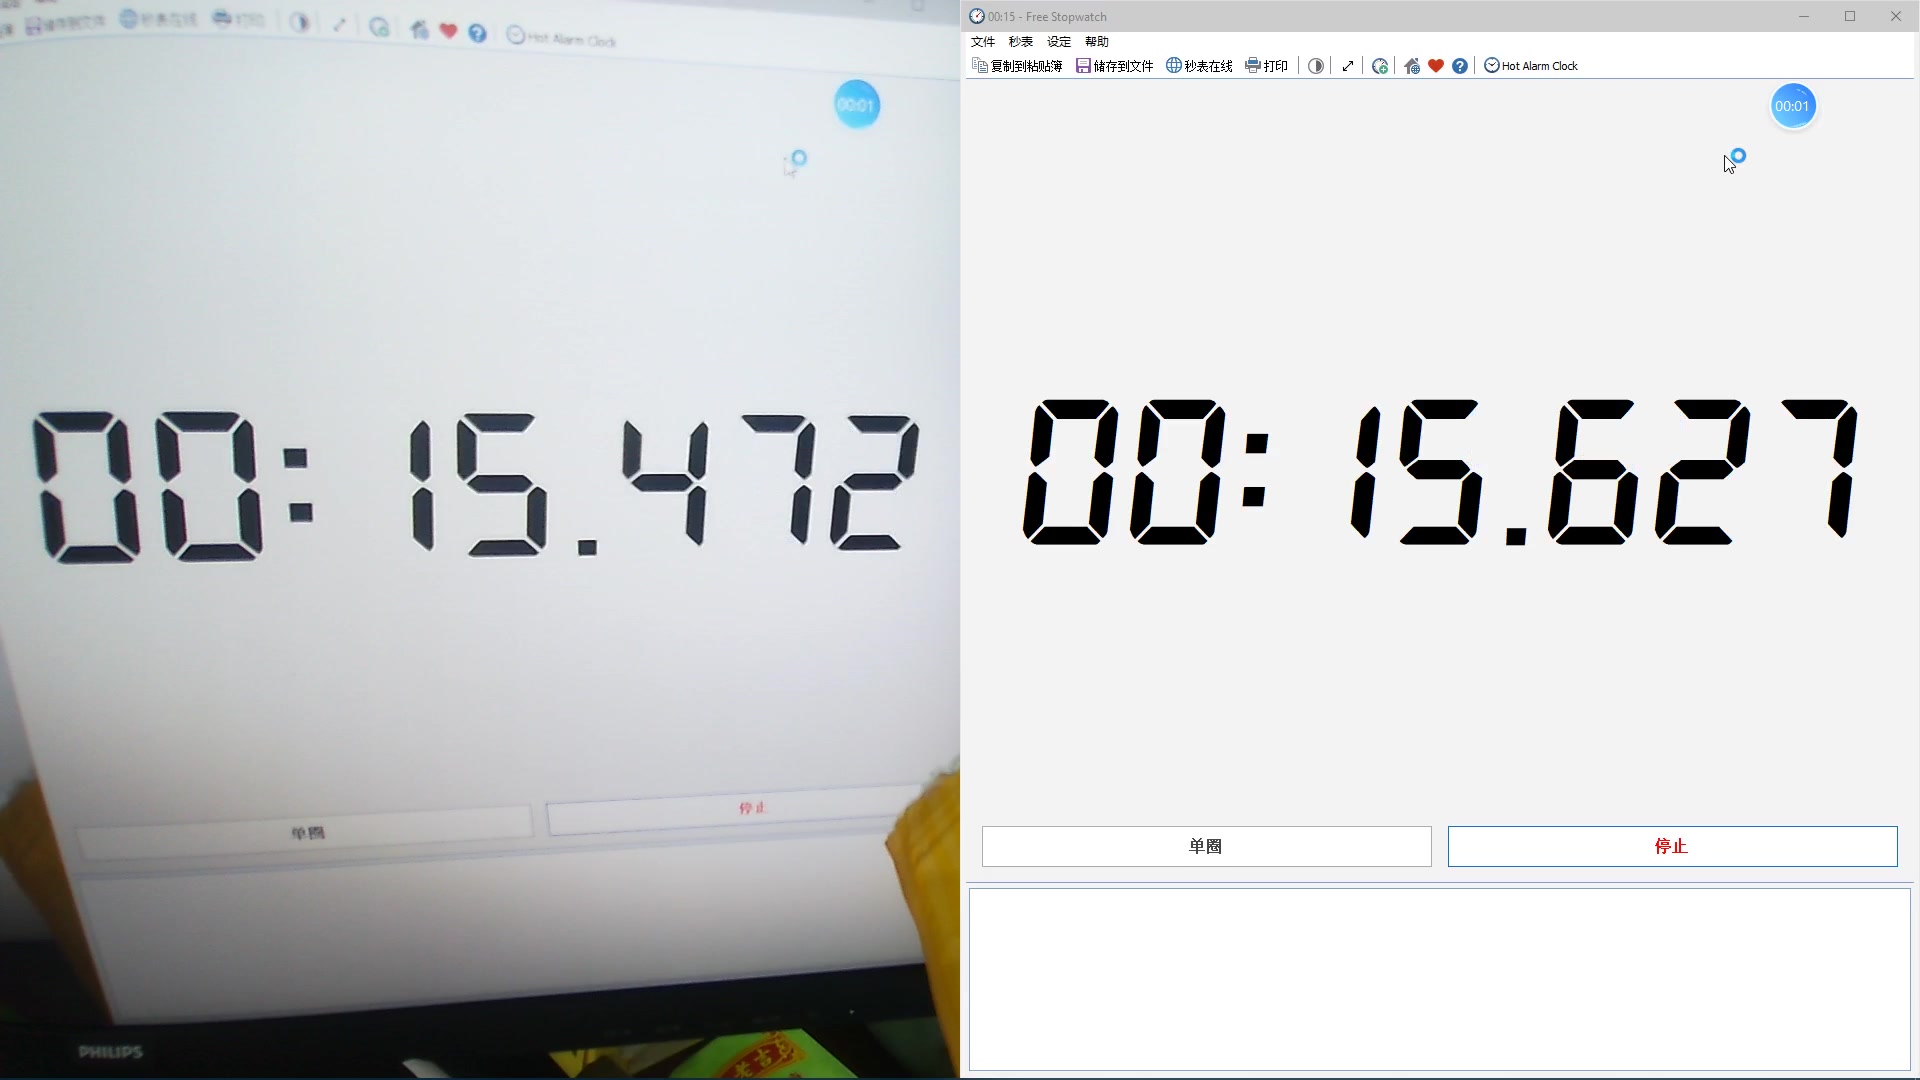 储存到文件 秒表在线 打印 Hot Alarm Clock
00:01
00:15.472
单圈 停止
PHILIPS
00:15 - Free Stopwatch
文件 秒表 设定 帮助
复制到粘贴簿 储存到文件 秒表在线 打印 Hot Alarm Clock
00:01
00:15.627
单圈 停止